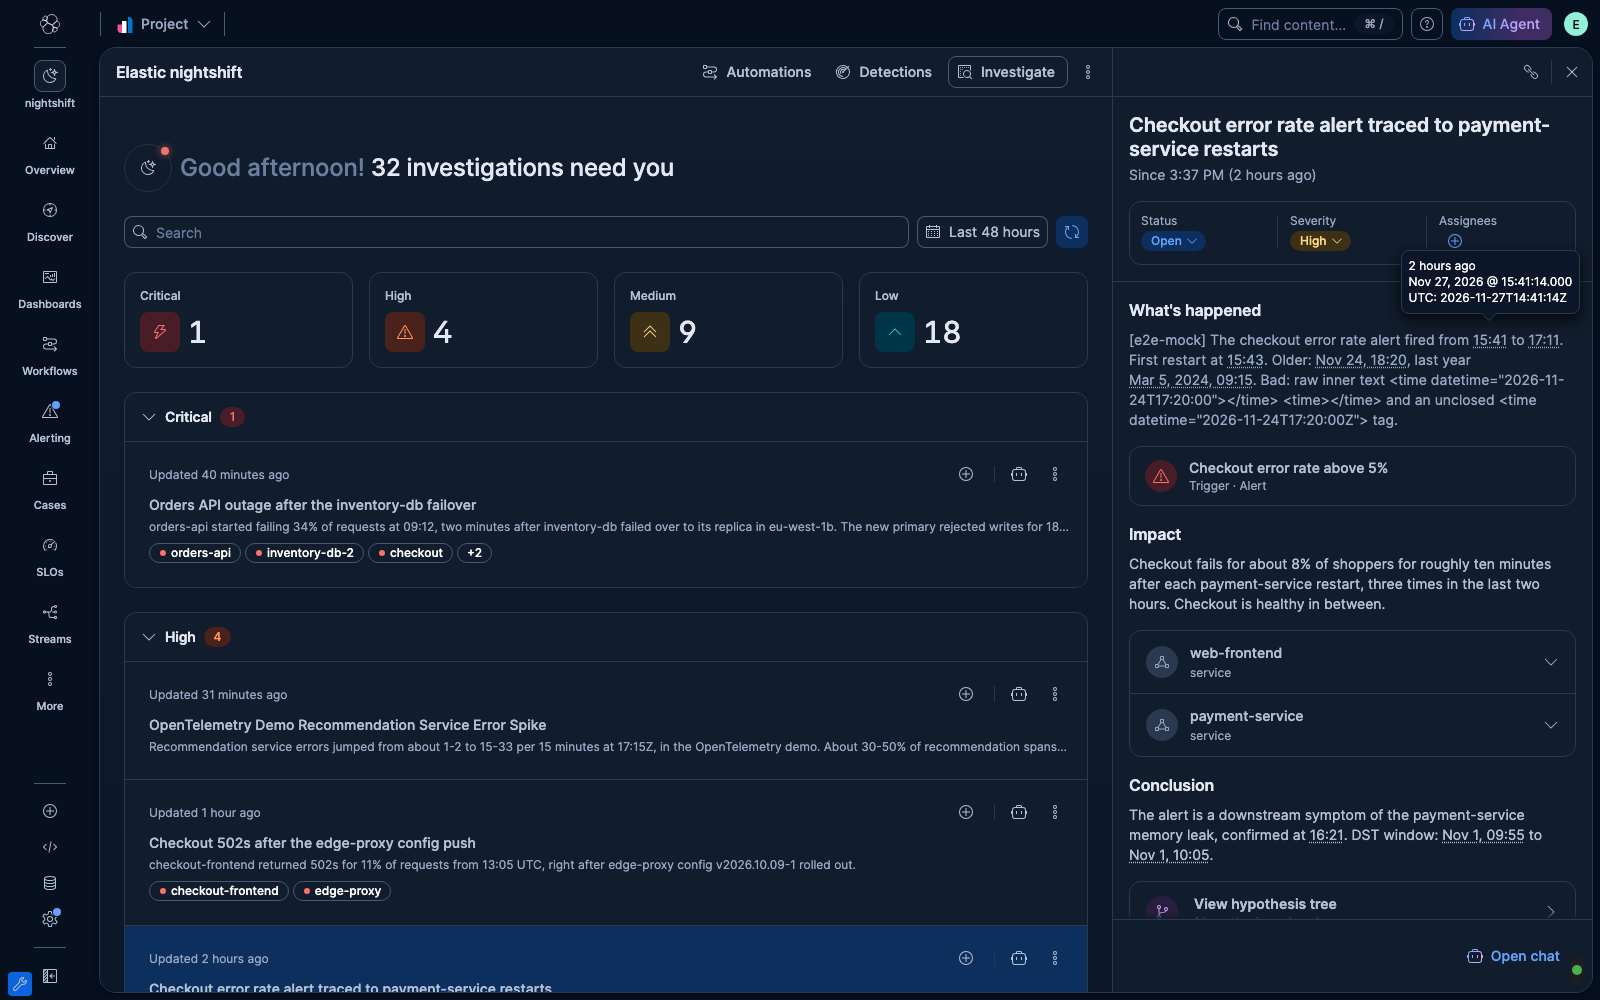 Project
Find content... ⌘ /
AI Agent
E
nightshift
Overview
Discover
Dashboards
Workflows
Alerting
Cases
SLOs
Streams
More
Elastic nightshift
Automations
Detections
Investigate
Good afternoon! 32 investigations need you
Search
Last 48 hours
Critical
1
High
4
Medium
9
Low
18
Critical 1
Updated 40 minutes ago
Orders API outage after the inventory-db failover
orders-api started failing 34% of requests at 09:12, two minutes after inventory-db failed over to its replica in eu-west-1b. The new primary rejected writes for 18...
orders-api inventory-db-2 checkout +2
High 4
Updated 31 minutes ago
OpenTelemetry Demo Recommendation Service Error Spike
Recommendation service errors jumped from about 1-2 to 15-33 per 15 minutes at 17:15Z, in the OpenTelemetry demo. About 30-50% of recommendation spans...
Updated 1 hour ago
Checkout 502s after the edge-proxy config push
checkout-frontend returned 502s for 11% of requests from 13:05 UTC, right after edge-proxy config v2026.10.09-1 rolled out.
checkout-frontend edge-proxy
Updated 2 hours ago
Checkout error rate alert traced to payment-service restarts
Checkout error rate alert traced to payment-
service restarts
Since 3:37 PM (2 hours ago)
Status
Open
Severity
High
Assignees
2 hours ago
Nov 27, 2026 @ 15:41:14.000
UTC: 2026-11-27T14:41:14Z
What's happened
[e2e-mock] The checkout error rate alert fired from 15:41 to 17:11.
First restart at 15:43. Older: Nov 24, 18:20, last year
Mar 5, 2024, 09:15. Bad: raw inner text <time datetime="2026-11-
24T17:20:00"></time> <time></time> and an unclosed <time
datetime="2026-11-24T17:20:00Z"> tag.
Checkout error rate above 5%
Trigger · Alert
Impact
Checkout fails for about 8% of shoppers for roughly ten minutes
after each payment-service restart, three times in the last two
hours. Checkout is healthy in between.
web-frontend
service
payment-service
service
Conclusion
The alert is a downstream symptom of the payment-service
memory leak, confirmed at 16:21. DST window: Nov 1, 09:55 to
Nov 1, 10:05.
View hypothesis tree
Open chat